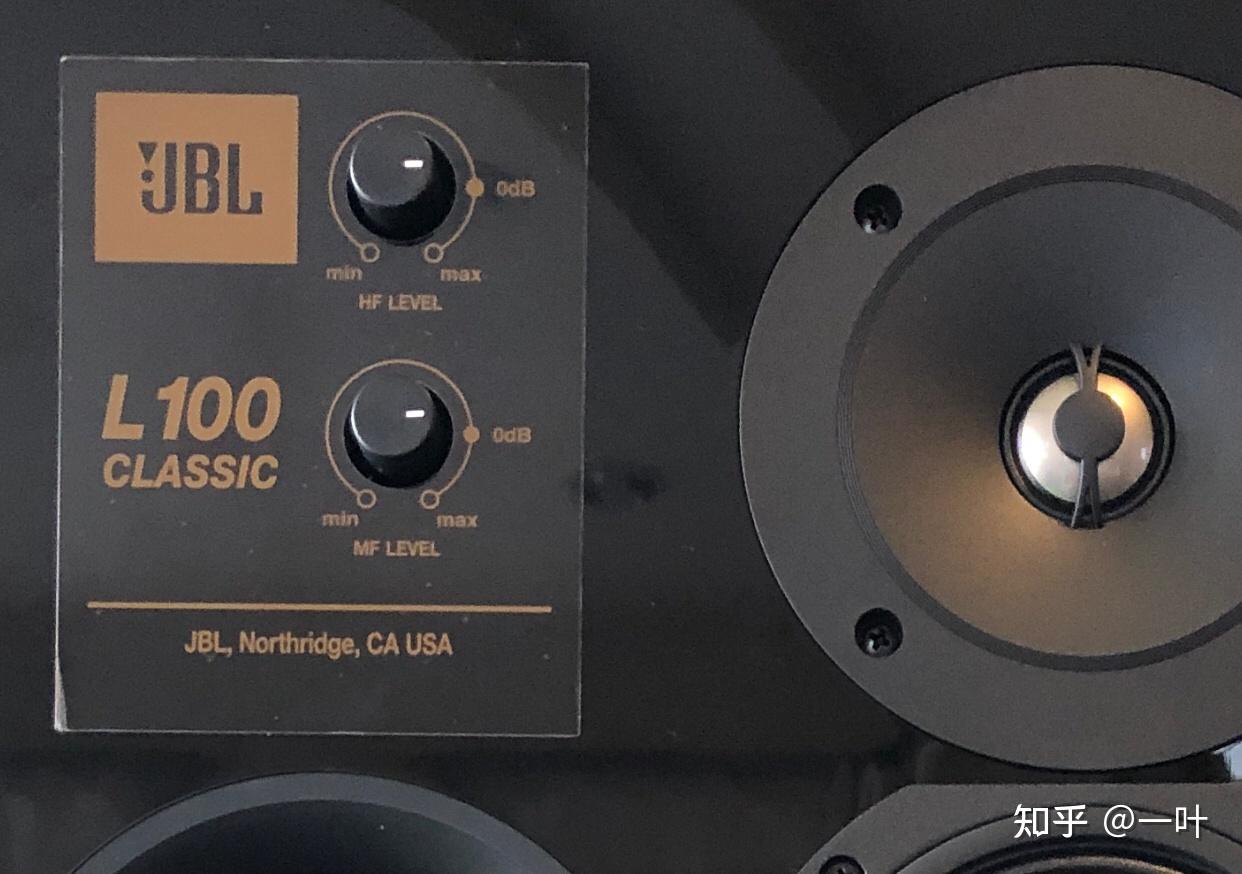 JBL
0dB
min
max
HF LEVEL
L100
CLASSIC
0dB
min
max
MF LEVEL
JBL, Northridge, CA USA
知乎 @一叶